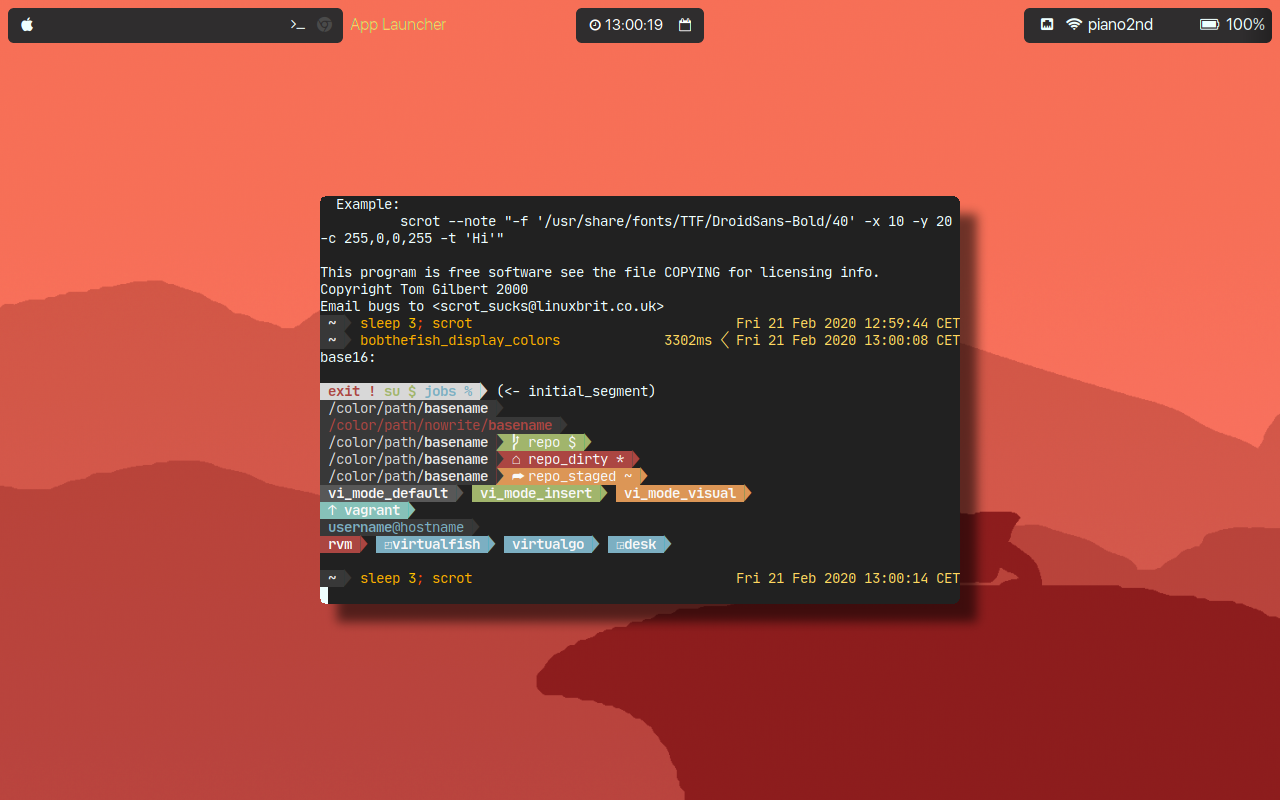 App Launcher
13:00:19
piano2nd
100%
Example:
scrot --note "-f '/usr/share/fonts/TTF/DroidSans-Bold/40' -x 10 -y 20
-c 255,0,0,255 -t 'Hi'"
This program is free software see the file COPYING for licensing info.
Copyright Tom Gilbert 2000
Email bugs to <scrot_sucks@linuxbrit.co.uk>
~ sleep 3; scrot Fri 21 Feb 2020 12:59:44 CET
~ bobthefish_display_colors 3302ms Fri 21 Feb 2020 13:00:08 CET
base16:
exit ! su $ jobs % (<- initial_segment)
/color/path/basename
/color/path/nowrite/basename
/color/path/basename repo $
/color/path/basename repo_dirty *
/color/path/basename repo_staged ~
vi_mode_default vi_mode_insert vi_mode_visual
↑ vagrant
username@hostname
rvm virtualfish virtualgo desk
~ sleep 3; scrot Fri 21 Feb 2020 13:00:14 CET